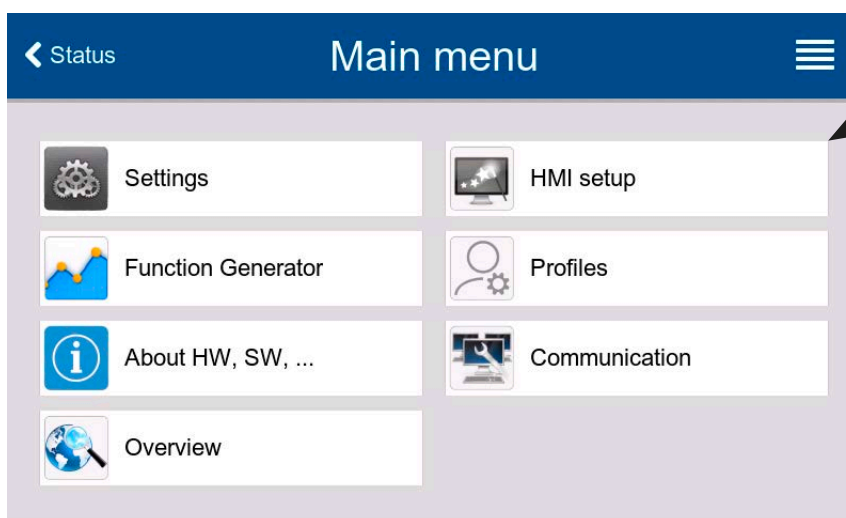 Status
Main menu
Settings
HMI setup
Function Generator
Profiles
About HW, SW, ...
Communication
Overview